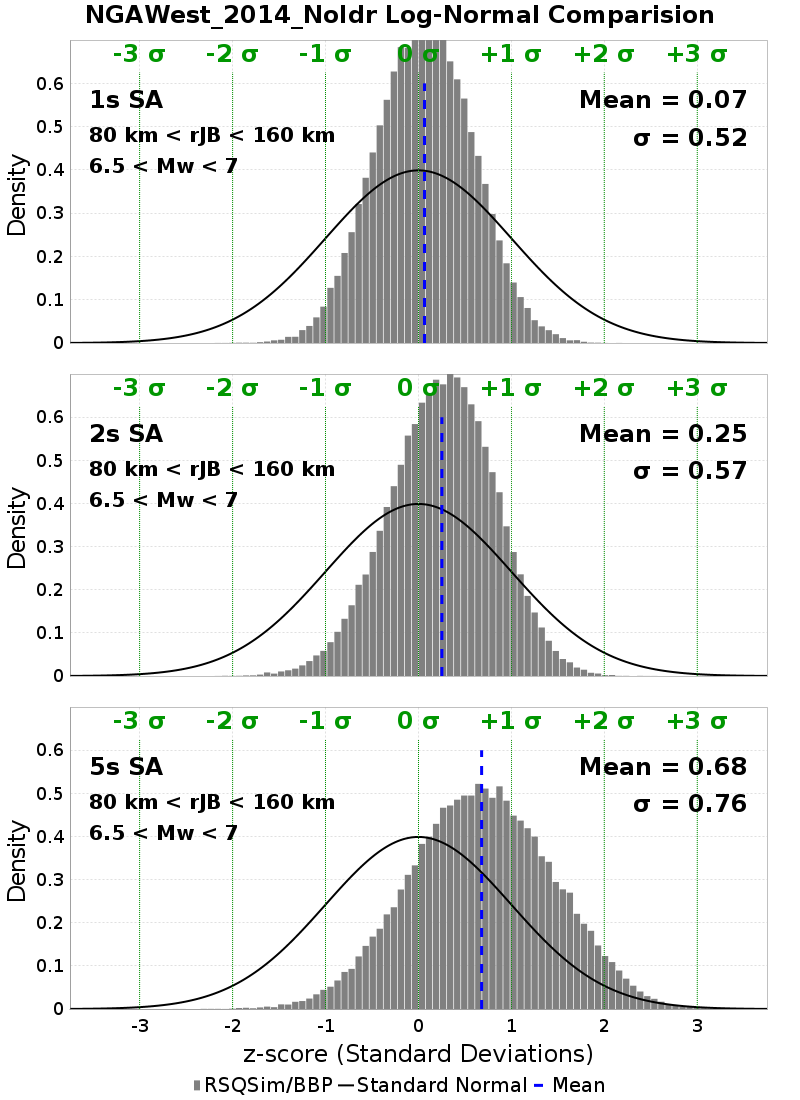 NGAWest_2014_NoIdr Log-Normal Comparision
-3 σ -2 σ -1 σ 0 σ +1 σ +2 σ +3 σ
1s SA
Mean = 0.07
80 km < rJB < 160 km
σ = 0.52
6.5 < Mw < 7
Density
0.6
0.5
0.4
0.3
0.2
0.1
0
-3 σ -2 σ -1 σ 0 σ +1 σ +2 σ +3 σ
2s SA
Mean = 0.25
80 km < rJB < 160 km
σ = 0.57
6.5 < Mw < 7
Density
0.6
0.5
0.4
0.3
0.2
0.1
0
-3 σ -2 σ -1 σ 0 σ +1 σ +2 σ +3 σ
5s SA
Mean = 0.68
80 km < rJB < 160 km
σ = 0.76
6.5 < Mw < 7
Density
0.6
0.5
0.4
0.3
0.2
0.1
0
-3 -2 -1 0 1 2 3
z-score (Standard Deviations)
RSQSim/BBP Standard Normal Mean